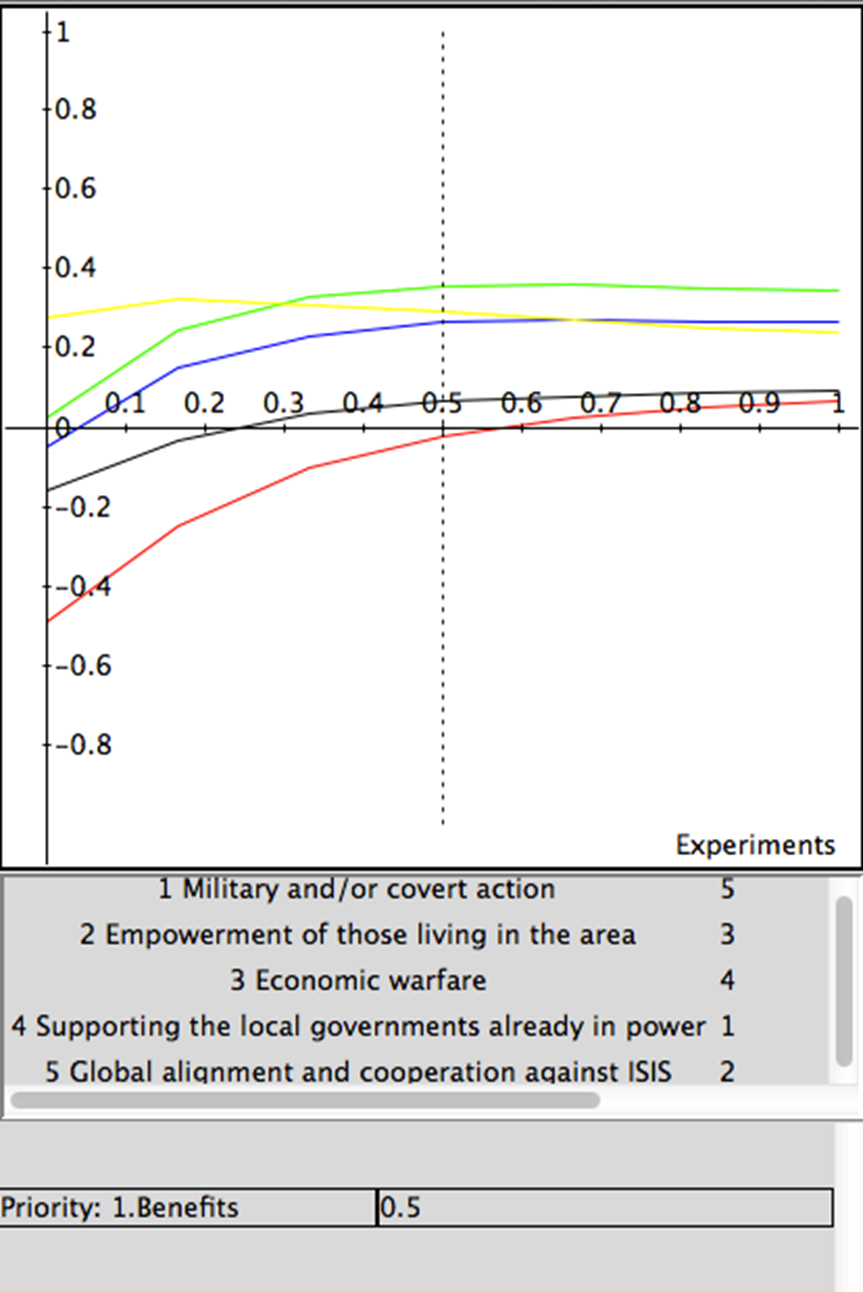 1
0.8
0.6
0.4
0.2
0.1 0.2 0.3 0.4 0.5 0.6 0.7 0.8 0.9 1
0
-0.2
-0.4
-0.6
-0.8
Experiments
1 Military and/or covert action 5
2 Empowerment of those living in the area 3
3 Economic warfare 4
4 Supporting the local governments already in power 1
5 Global alignment and cooperation against ISIS 2
Priority: 1.Benefits 0.5